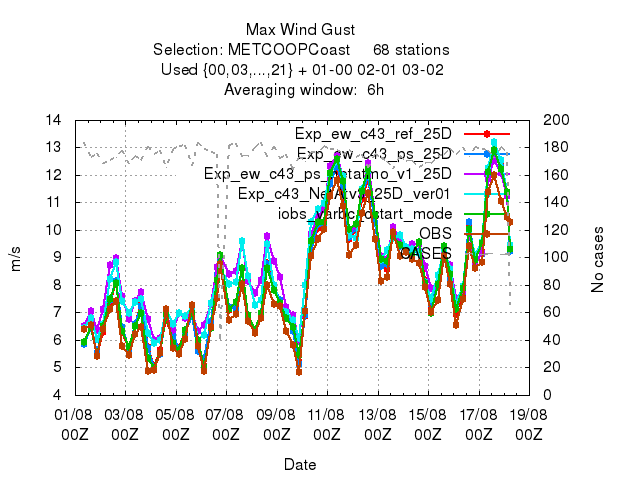 Max Wind Gust
Selection: METCOOPCoast 68 stations
Used {00,03,...,21} + 01-00 02-01 03-02
Averaging window: 6h
14
13
12
11
10
9
8
7
6
5
4
m/s
200
180
160
140
120
100
80
60
40
20
0
No cases
Exp_ew_c43_ref_25D
Exp_ew_c43_ps_25D
OBS
CASES
01/08 03/08 05/08 07/08 09/08 11/08 13/08 15/08 17/08 19/08
00Z 00Z 00Z 00Z 00Z 00Z 00Z 00Z 00Z 00Z
Date